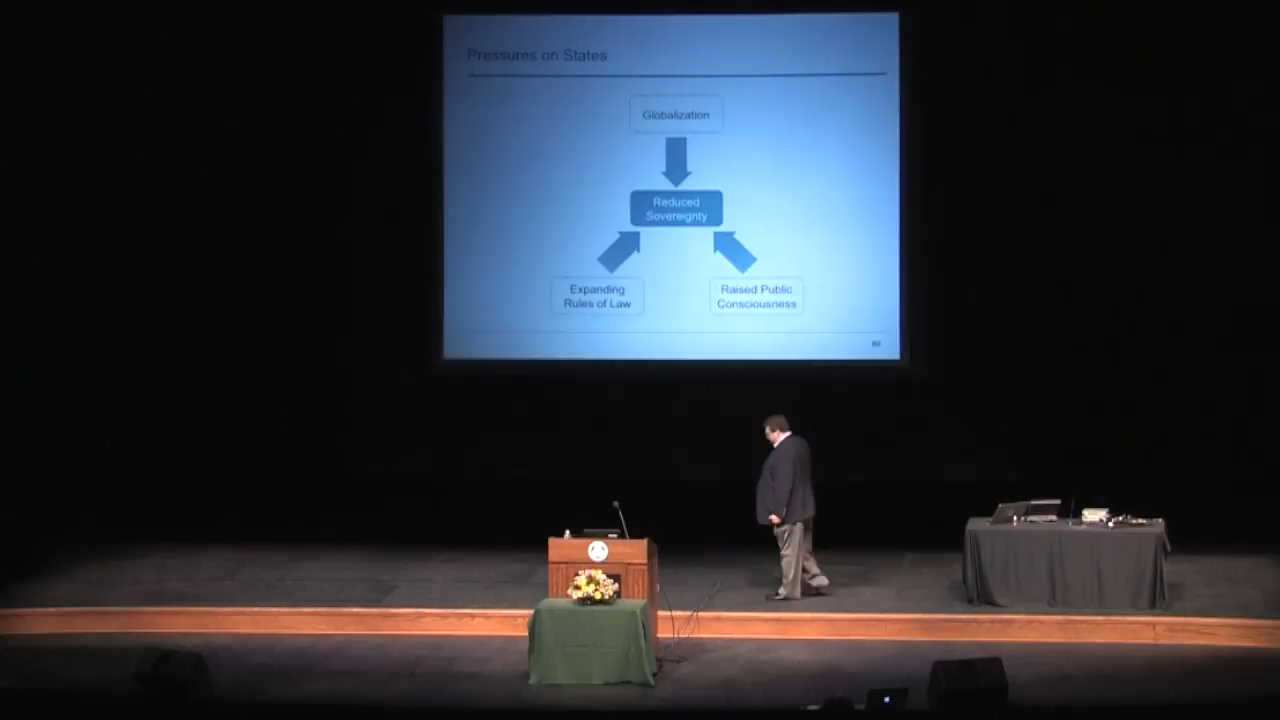 Pressures on States
Globalization
Reduced
Sovereignty
Expanding
Rules of Law
Raised Public
Consciousness